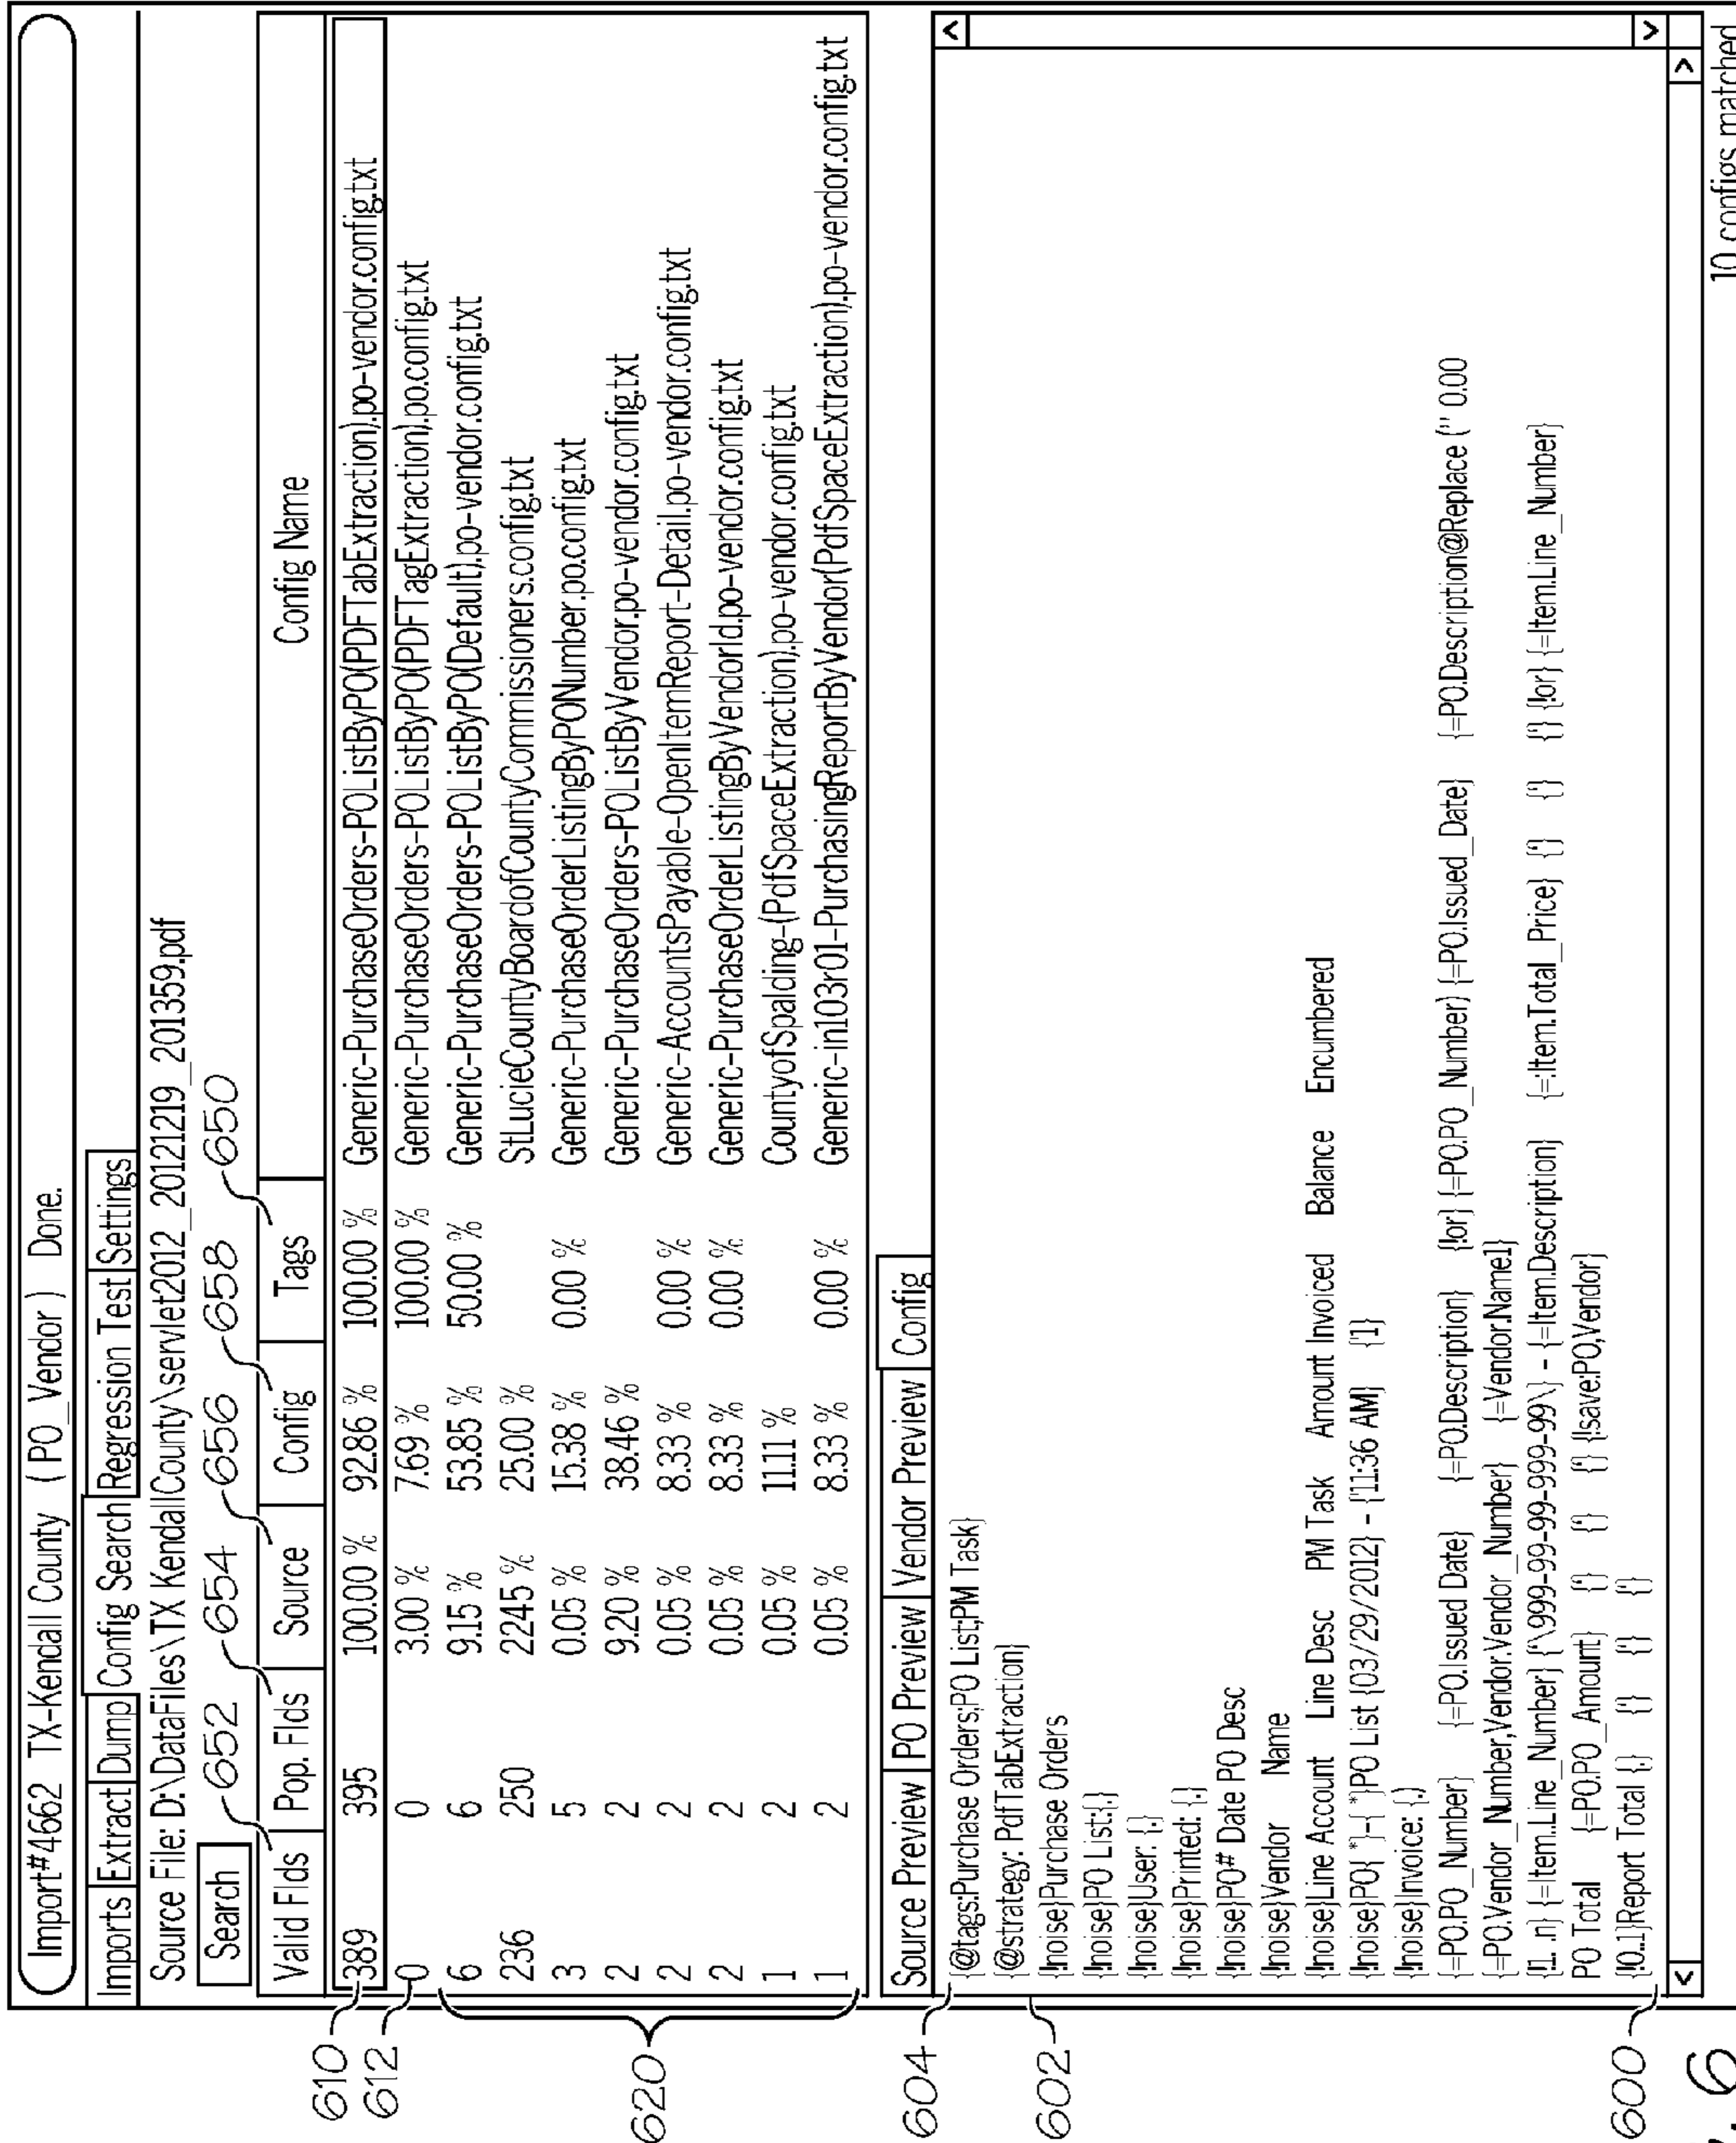 Import#4662 TX-Kendall County ( PO_Vendor ) Done.
Imports Extract Dump Config Search Regression Test Settings
Source File: D:\DataFiles\TX KendallCounty\servlet2012_20121219_201359.pdf
Search 652 654 656 658 650
Valid Flds Pop. Flds Source Config Tags Config Name
610 389 395 100.00 % 92.86 % 100.00 % Generic-PurchaseOrders-POListByPO(PDFTabExtraction).po-vendor.config.txt
612 0 0 3.00 % 7.69 % 100.00 % Generic-PurchaseOrders-POListByPO(PDFTagExtraction).po.config.txt
6 6 9.15 % 53.85 % 50.00 % Generic-PurchaseOrders-POListByPO(Default).po-vendor.config.txt
236 250 2245 % 25.00 % StLucieCountyBoardofCountyCommissioners.config.txt
3 5 0.05 % 15.38 % 0.00 % Generic-PurchaseOrderListingByPONumber.po.config.txt
620 2 2 9.20 % 38.46 % Generic-PurchaseOrders-POListByVendor.po-vendor.config.txt
2 2 0.05 % 8.33 % 0.00 % Generic-AccountsPayable-OpenItemReport-Detail.po-vendor.config.txt
2 2 0.05 % 8.33 % 0.00 % Generic-PurchaseOrderListingByVendorId.po-vendor.config.txt
1 2 0.05 % 11.11 % CountyofSpalding-(PdfSpaceExtraction).po-vendor.config.txt
1 2 0.05 % 8.33 % 0.00 % Generic-in103r01-PurchasingReportByVendor(PdfSpaceExtraction).po-vendor.config.txt
Source Preview PO Preview Vendor Preview Config
604 {@tags:Purchase Orders;PO List;PM Task}
{@strategy: PdfTabExtraction}
602 {!noise}Purchase Orders
{!noise}PO List:{.}
{!noise}User: {.}
{!noise}Printed: {.}
{!noise}PO# Date PO Desc
{!noise}Vendor Name
{!noise}Line Account Line Desc PM Task Amount Invoiced Balance Encumbered
{!noise}PO{ *}-{ *}PO List {03/29/2012} - {'11:36 AM} {'1}
{!noise}Invoice: {.}
{=PO.PO_Number} {=PO.Issued Date} {=PO.Description} {!or} {=PO.PO_Number} {=PO.Issued_Date} {=PO.Description@Replace ('' 0.00
{=PO.Vendor_Number,Vendor.Vendor_Number} {=Vendor.Name1}
{!1. .n} {=Item.Line_Number} {'\999-99-99-999-99\} - {=Item.Description} {=:Item.Total_Price} {'} {'} {'} {!or} {=Item.Line_Number}
PO Total {=PO.PO_Amount} {'} {'} {'} {'} {!save:PO,Vendor}
600 {!0..1}Report Total {.} {'} {'} {'} {'}
10 configs matched
6